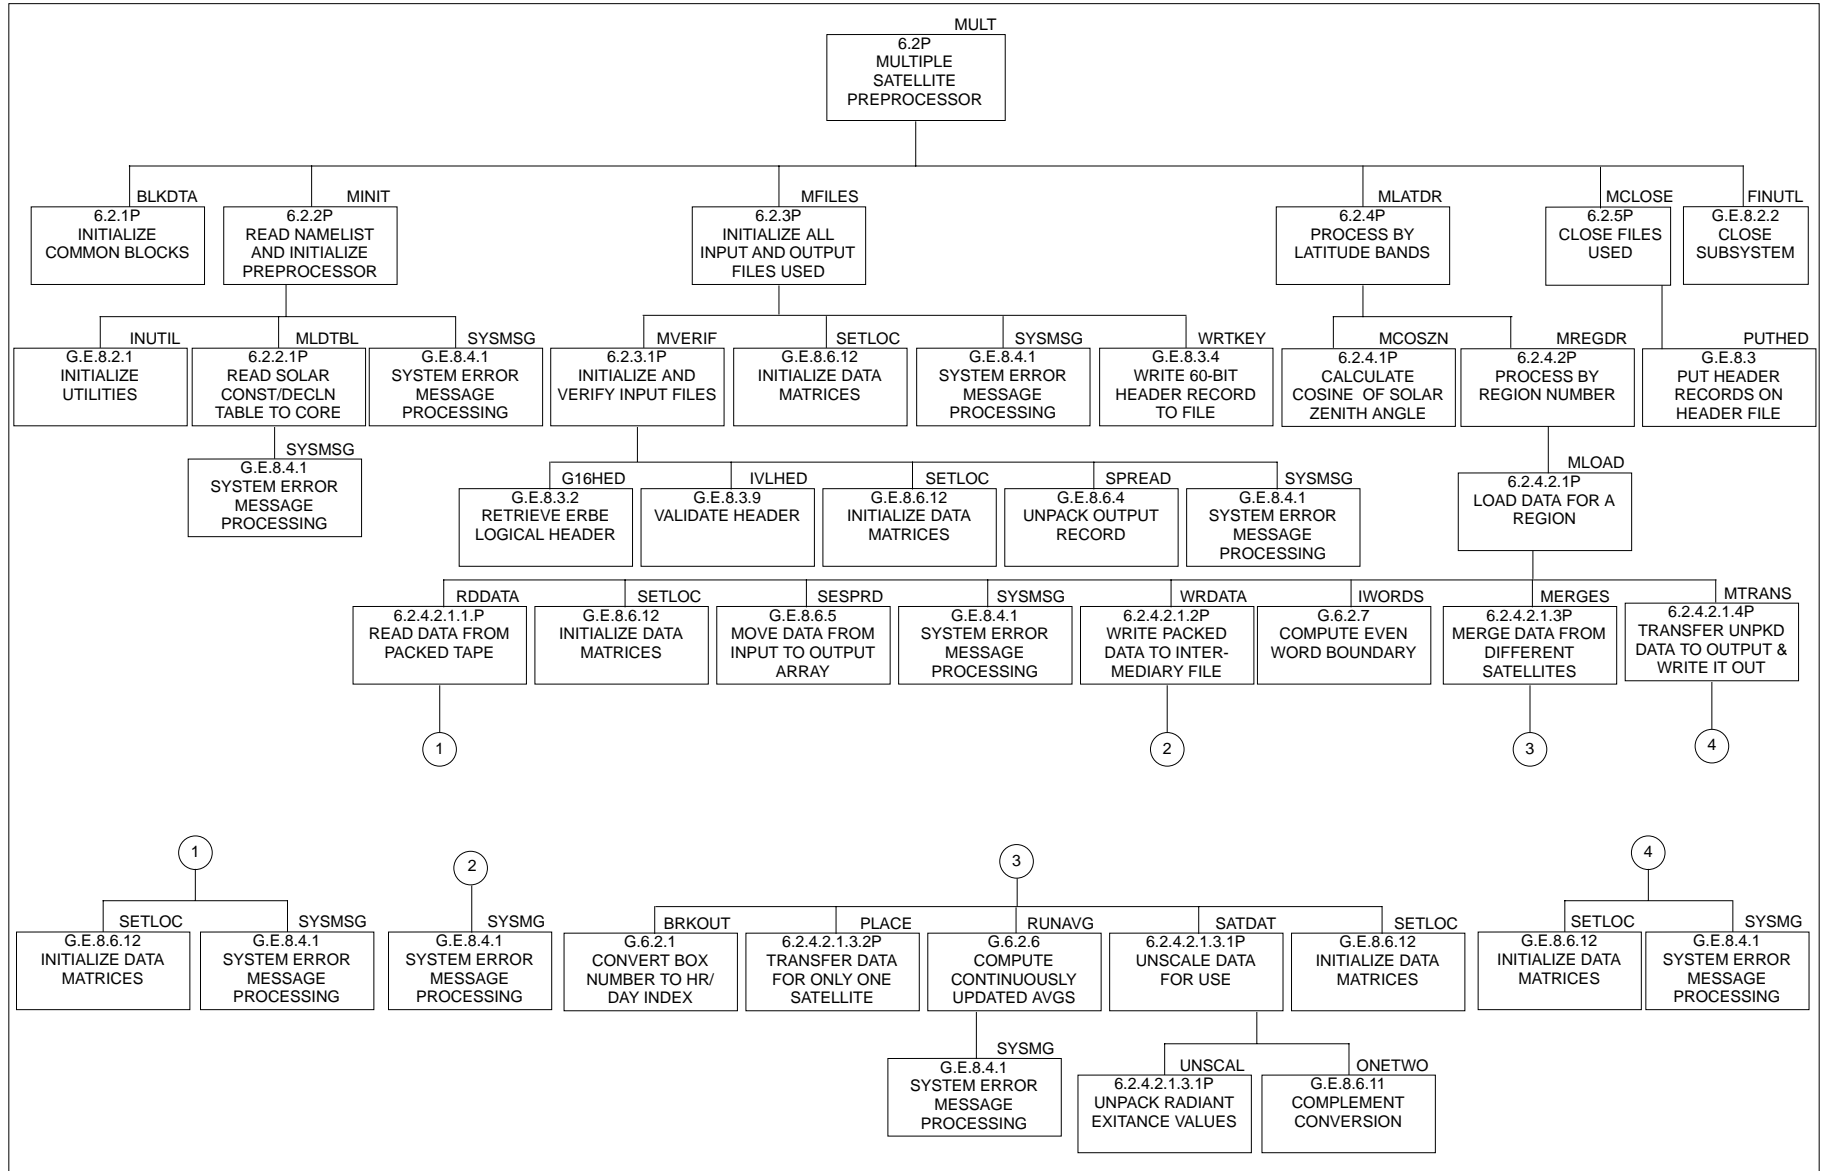 MULT
6.2P
MULTIPLE
SATELLITE
PREPROCESSOR
BLKDTA
6.2.1P
INITIALIZE
COMMON BLOCKS
MINIT
6.2.2P
READ NAMELIST
AND INITIALIZE
PREPROCESSOR
MFILES
6.2.3P
INITIALIZE ALL
INPUT AND OUTPUT
FILES USED
MLATDR
6.2.4P
PROCESS BY
LATITUDE BANDS
MCLOSE
6.2.5P
CLOSE FILES
USED
FINUTL
G.E.8.2.2
CLOSE
SUBSYSTEM
INUTIL
G.E.8.2.1
INITIALIZE
UTILITIES
MLDTBL
6.2.2.1P
READ SOLAR
CONST/DECLN
TABLE TO CORE
SYSMSG
G.E.8.4.1
SYSTEM ERROR
MESSAGE
PROCESSING
MVERIF
6.2.3.1P
INITIALIZE AND
VERIFY INPUT FILES
SETLOC
G.E.8.6.12
INITIALIZE DATA
MATRICES
SYSMSG
G.E.8.4.1
SYSTEM ERROR
MESSAGE
PROCESSING
WRTKEY
G.E.8.3.4
WRITE 60-BIT
HEADER RECORD
TO FILE
MCOSZN
6.2.4.1P
CALCULATE
COSINE OF SOLAR
ZENITH ANGLE
MREGDR
6.2.4.2P
PROCESS BY
REGION NUMBER
PUTHED
G.E.8.3
PUT HEADER
RECORDS ON
HEADER FILE
SYSMSG
G.E.8.4.1
SYSTEM ERROR
MESSAGE
PROCESSING
G16HED
G.E.8.3.2
RETRIEVE ERBE
LOGICAL HEADER
IVLHED
G.E.8.3.9
VALIDATE HEADER
SETLOC
G.E.8.6.12
INITIALIZE DATA
MATRICES
SPREAD
G.E.8.6.4
UNPACK OUTPUT
RECORD
SYSMSG
G.E.8.4.1
SYSTEM ERROR
MESSAGE
PROCESSING
MLOAD
6.2.4.2.1P
LOAD DATA FOR A
REGION
RDDATA
6.2.4.2.1.1.P
READ DATA FROM
PACKED TAPE
SETLOC
G.E.8.6.12
INITIALIZE DATA
MATRICES
SESPRD
G.E.8.6.5
MOVE DATA FROM
INPUT TO OUTPUT
ARRAY
SYSMSG
G.E.8.4.1
SYSTEM ERROR
MESSAGE
PROCESSING
WRDATA
6.2.4.2.1.2P
WRITE PACKED
DATA TO INTER-
MEDIARY FILE
IWORDS
G.6.2.7
COMPUTE EVEN
WORD BOUNDARY
MERGES
6.2.4.2.1.3P
MERGE DATA FROM
DIFFERENT
SATELLITES
MTRANS
6.2.4.2.1.4P
TRANSFER UNPKD
DATA TO OUTPUT &
WRITE IT OUT
1
2
3
4
1
2
3
4
SETLOC
G.E.8.6.12
INITIALIZE DATA
MATRICES
SYSMSG
G.E.8.4.1
SYSTEM ERROR
MESSAGE
PROCESSING
SYSMG
G.E.8.4.1
SYSTEM ERROR
MESSAGE
PROCESSING
BRKOUT
G.6.2.1
CONVERT BOX
NUMBER TO HR/
DAY INDEX
PLACE
6.2.4.2.1.3.2P
TRANSFER DATA
FOR ONLY ONE
SATELLITE
RUNAVG
G.6.2.6
COMPUTE
CONTINUOUSLY
UPDATED AVGS
SATDAT
6.2.4.2.1.3.1P
UNSCALE DATA
FOR USE
SETLOC
G.E.8.6.12
INITIALIZE DATA
MATRICES
SETLOC
G.E.8.6.12
INITIALIZE DATA
MATRICES
SYSMG
G.E.8.4.1
SYSTEM ERROR
MESSAGE
PROCESSING
SYSMG
G.E.8.4.1
SYSTEM ERROR
MESSAGE
PROCESSING
UNSCAL
6.2.4.2.1.3.1P
UNPACK RADIANT
EXITANCE VALUES
ONETWO
G.E.8.6.11
COMPLEMENT
CONVERSION